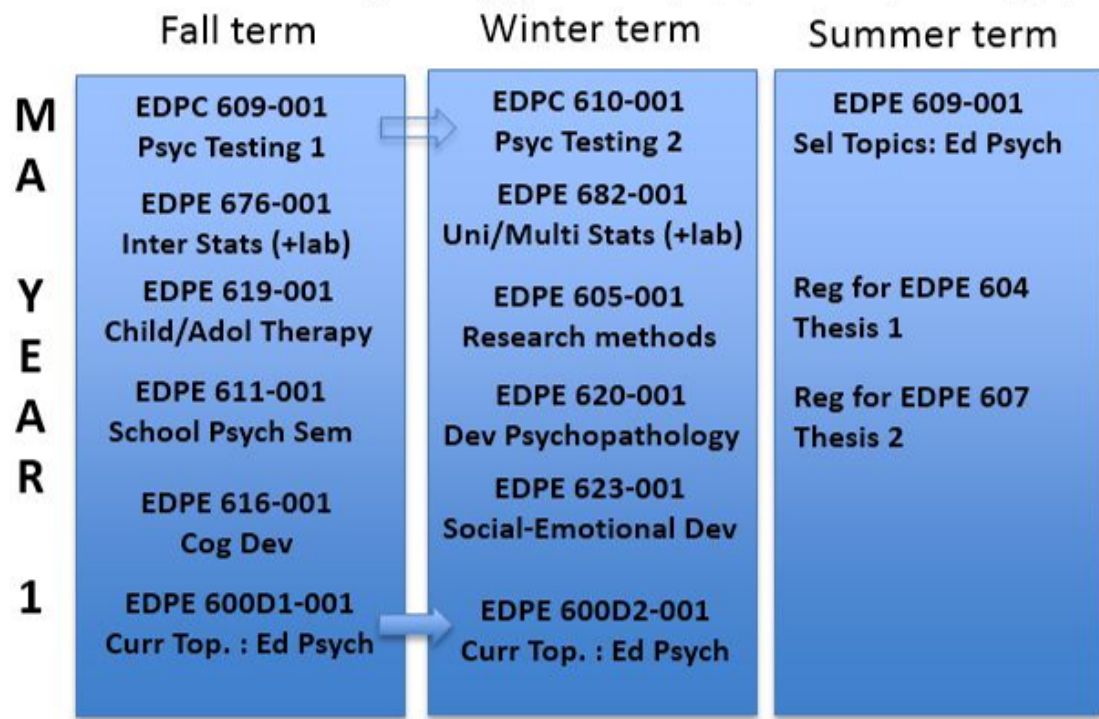 Fall term
EDPC 609-001
Psyc Testing 1
EDPE 676-001
Inter Stats (+lab)
EDPE 619-001
Child/Adol Therapy
EDPE 611-001
School Psych Sem
EDPE 616-001
Cog Dev
EDPE 600D1-001
Curr Top. : Ed Psych
Winter term
EDPC 610-001
Psyc Testing 2
EDPE 682-001
Uni/Multi Stats (+lab)
EDPE 605-001
Research methods
EDPE 620-001
Dev Psychopathology
EDPE 623-001
Social-Emotional Dev
EDPE 600D2-001
Curr Top. : Ed Psych
Summer term
EDPE 609-001
Sel Topics: Ed Psych
Reg for EDPE 604
Thesis 1
Reg for EDPE 607
Thesis 2
MA YEAR 1